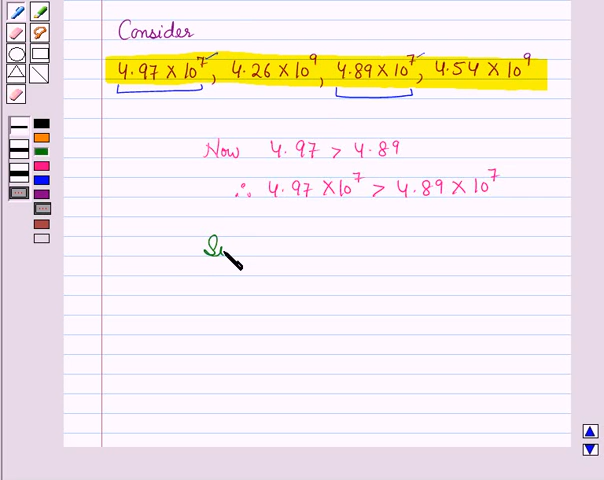 Consider
4.97 × 10⁷, 4.26 × 10⁹, 4.89 × 10⁷, 4.54 × 10⁹
Now 4.97 > 4.89
∴ 4.97 × 10⁷ > 4.89 × 10⁷